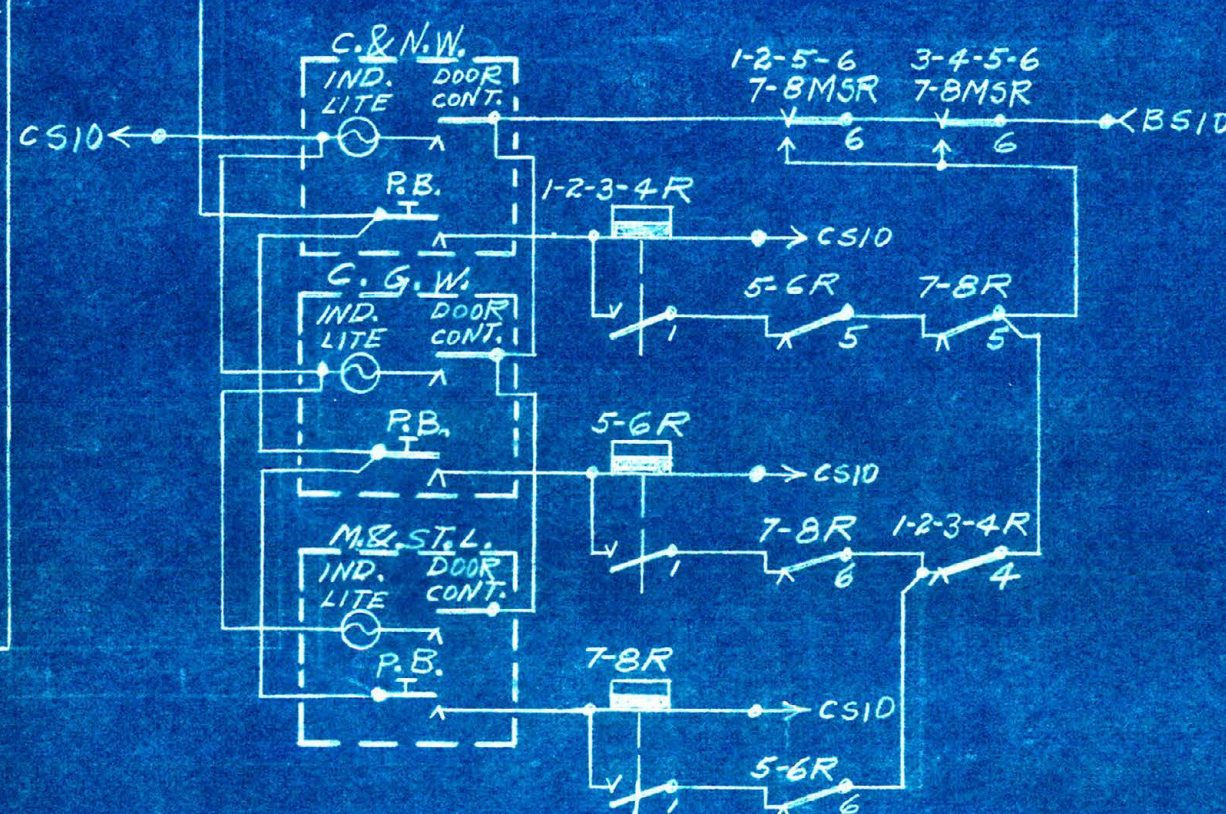 C.&N.W.
IND. LITE
DOOR CONT.
1-2-5-6
7-8MSR
3-4-5-6
7-8MSR
CS10
6
6
BS10
P.B.
1-2-3-4R
CS10
C. G. W.
IND. LITE
DOOR CONT.
5-6R
7-8R
1
5
5
P.B.
5-6R
CS10
M.&.ST.L.
IND. LITE
DOOR CONT.
7-8R
1-2-3-4R
1
6
4
P.B.
7-8R
CS10
5-6R
1
6